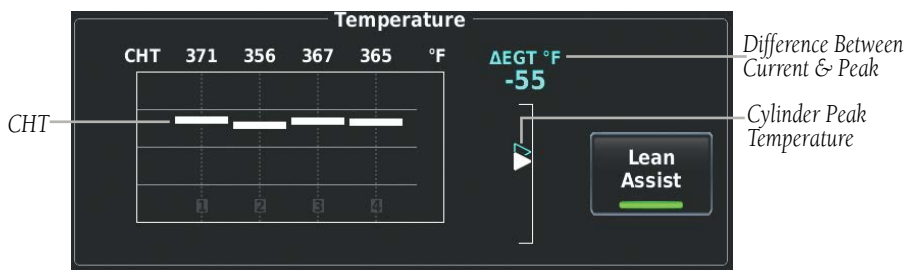 Temperature
CHT 371 356 367 365 °F
ΔEGT °F
-55
Difference Between
Current & Peak
CHT
Cylinder Peak
Temperature
Lean
Assist
1 2 3 4